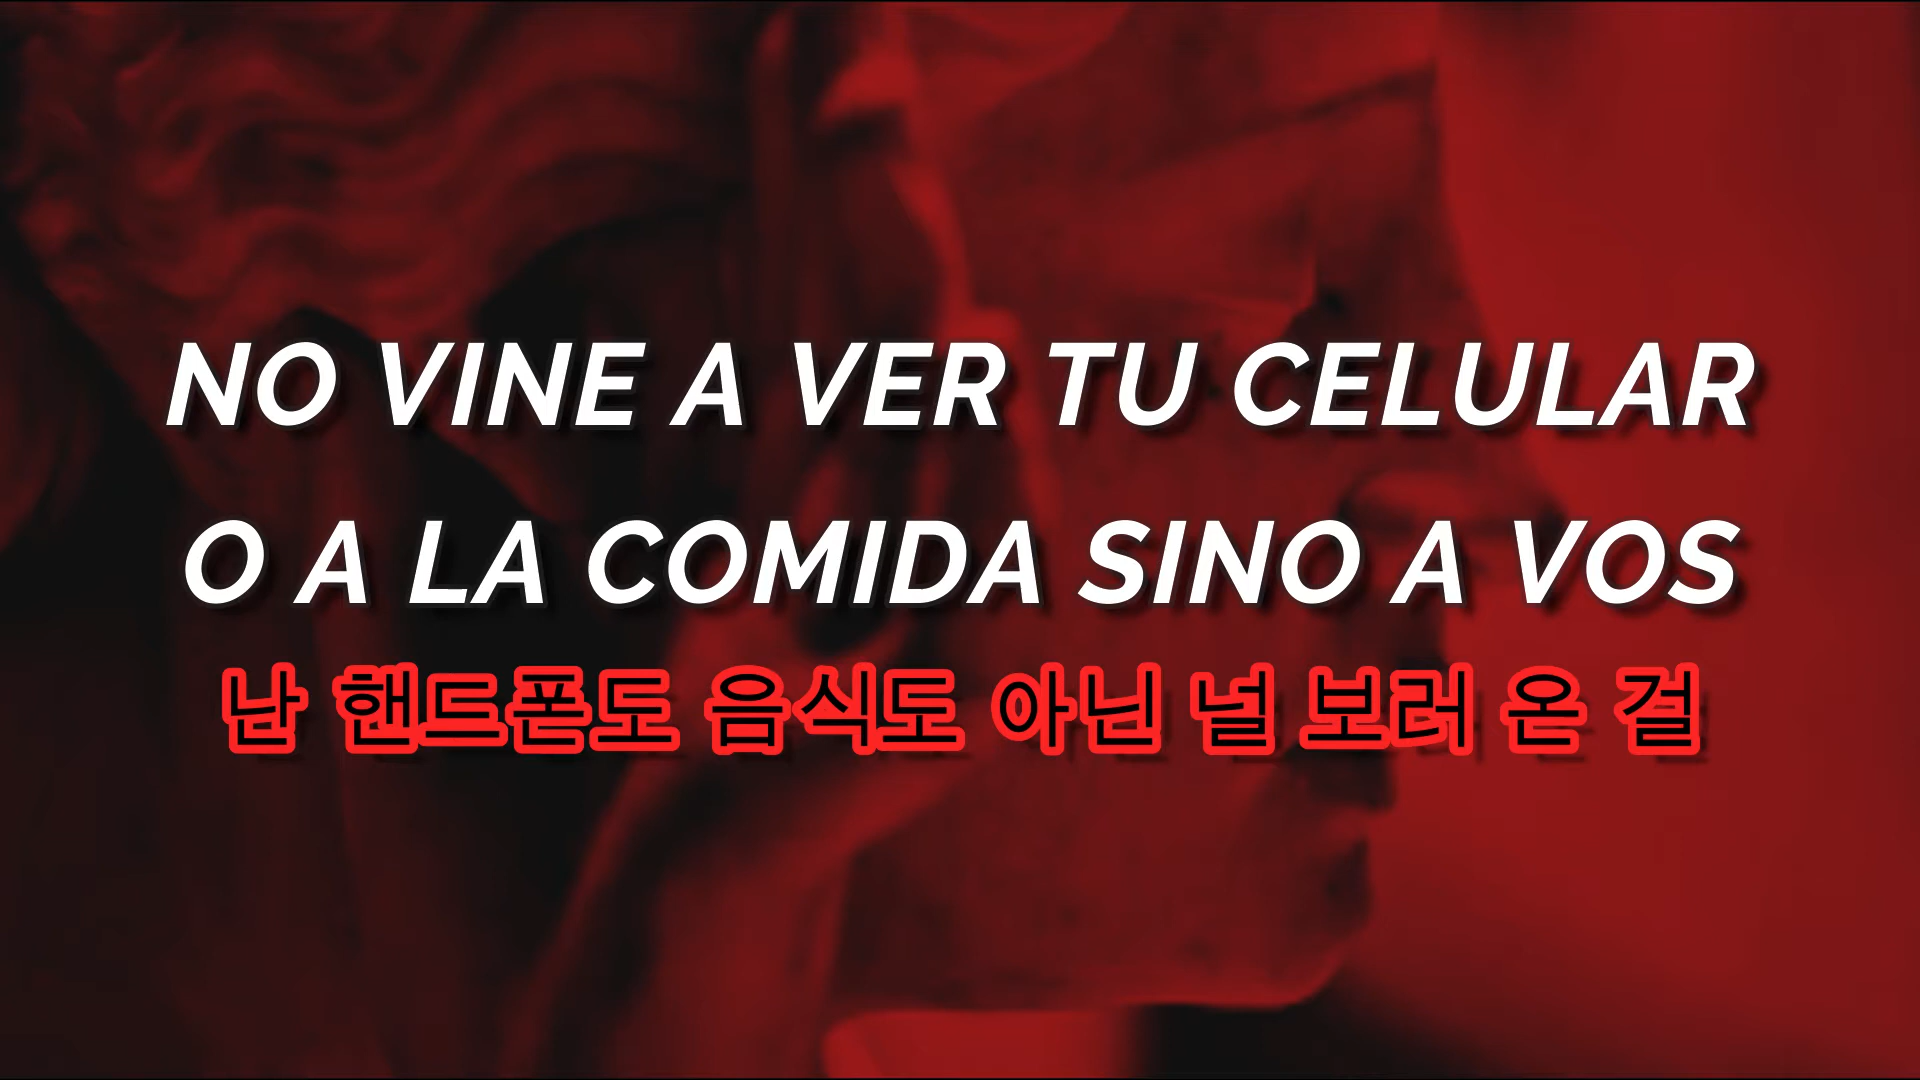 NO VINE A VER TU CELULAR
O A LA COMIDA SINO A VOS
난 핸드폰도 음식도 아닌 널 보러 온 걸